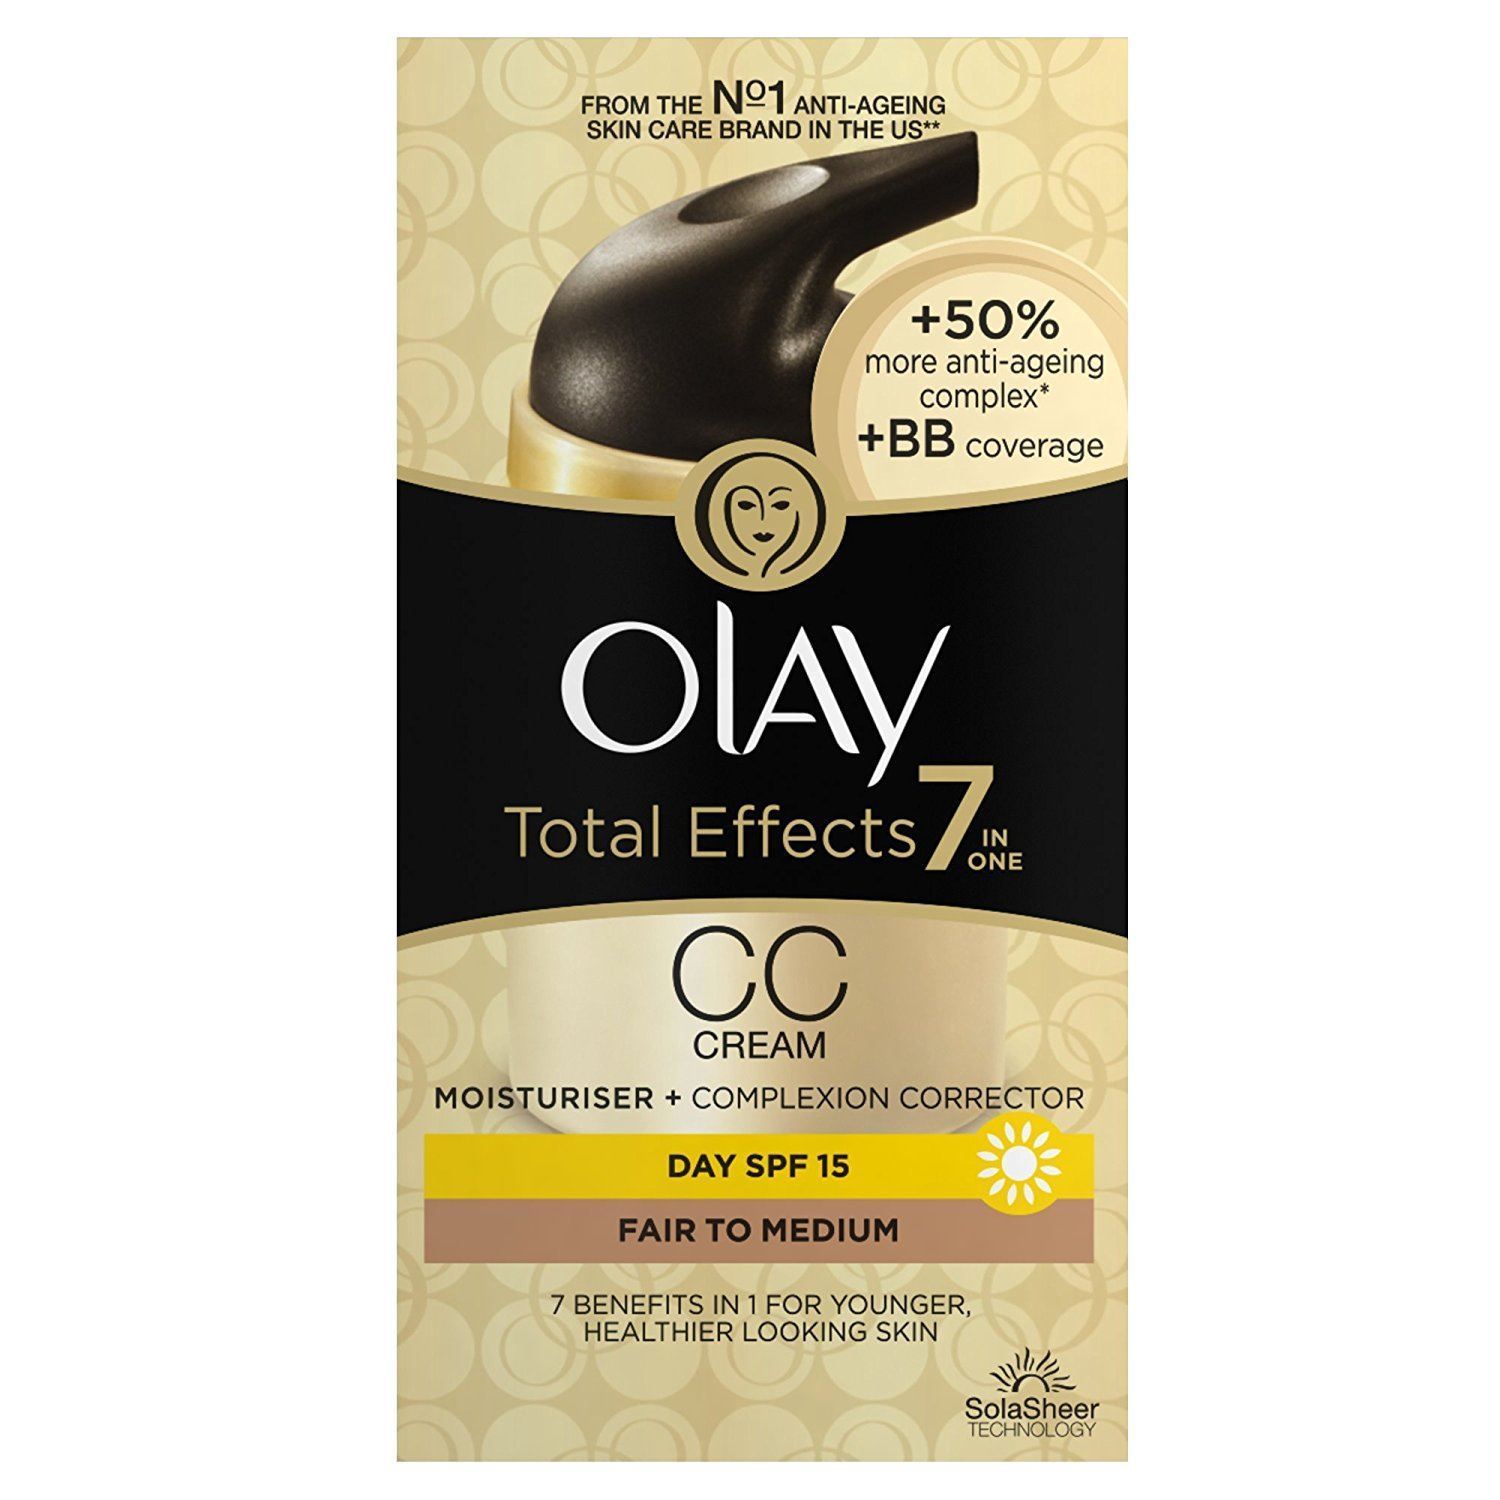 FROM THE Nº1 ANTI-AGEING
SKIN CARE BRAND IN THE US**
+50%
more anti-ageing
complex*
+BB coverage
OLAY
Total Effects 7 IN ONE
CC
CREAM
MOISTURISER + COMPLEXION CORRECTOR
DAY SPF 15
FAIR TO MEDIUM
7 BENEFITS IN 1 FOR YOUNGER,
HEALTHIER LOOKING SKIN
SolaSheer
TECHNOLOGY